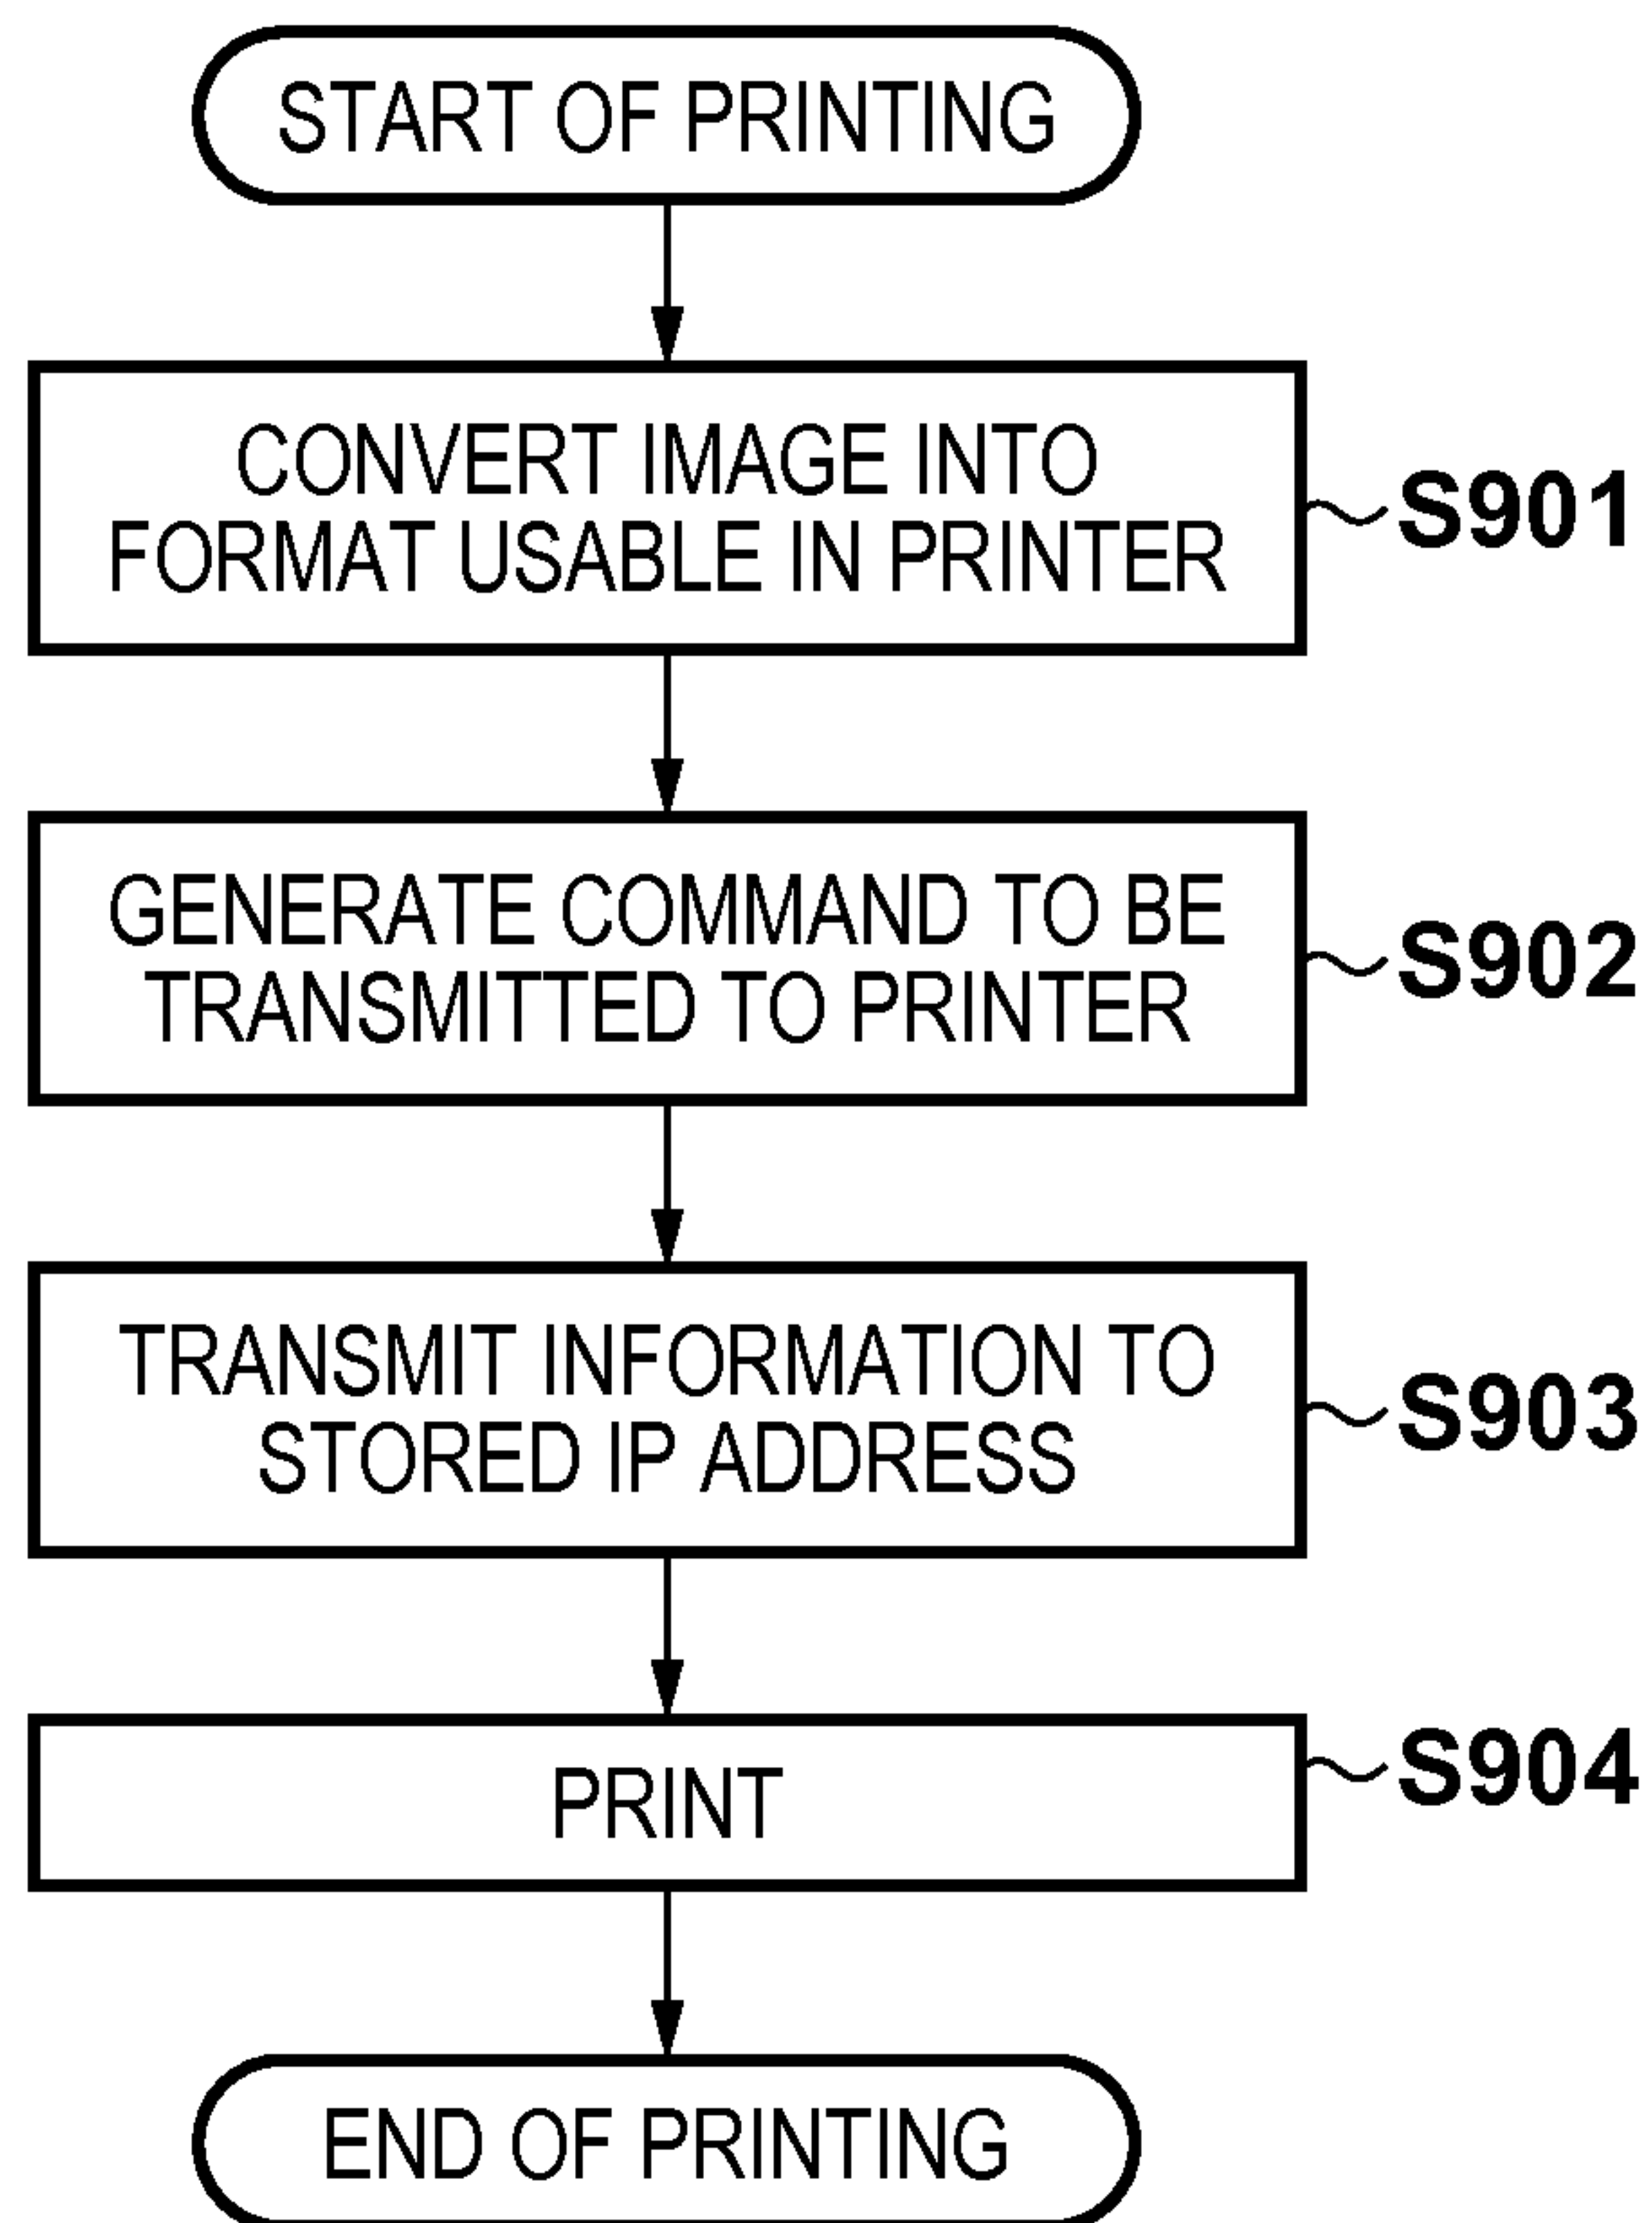 START OF PRINTING
CONVERT IMAGE INTO
FORMAT USABLE IN PRINTER
S901
GENERATE COMMAND TO BE
TRANSMITTED TO PRINTER
S902
TRANSMIT INFORMATION TO
STORED IP ADDRESS
S903
PRINT
S904
END OF PRINTING